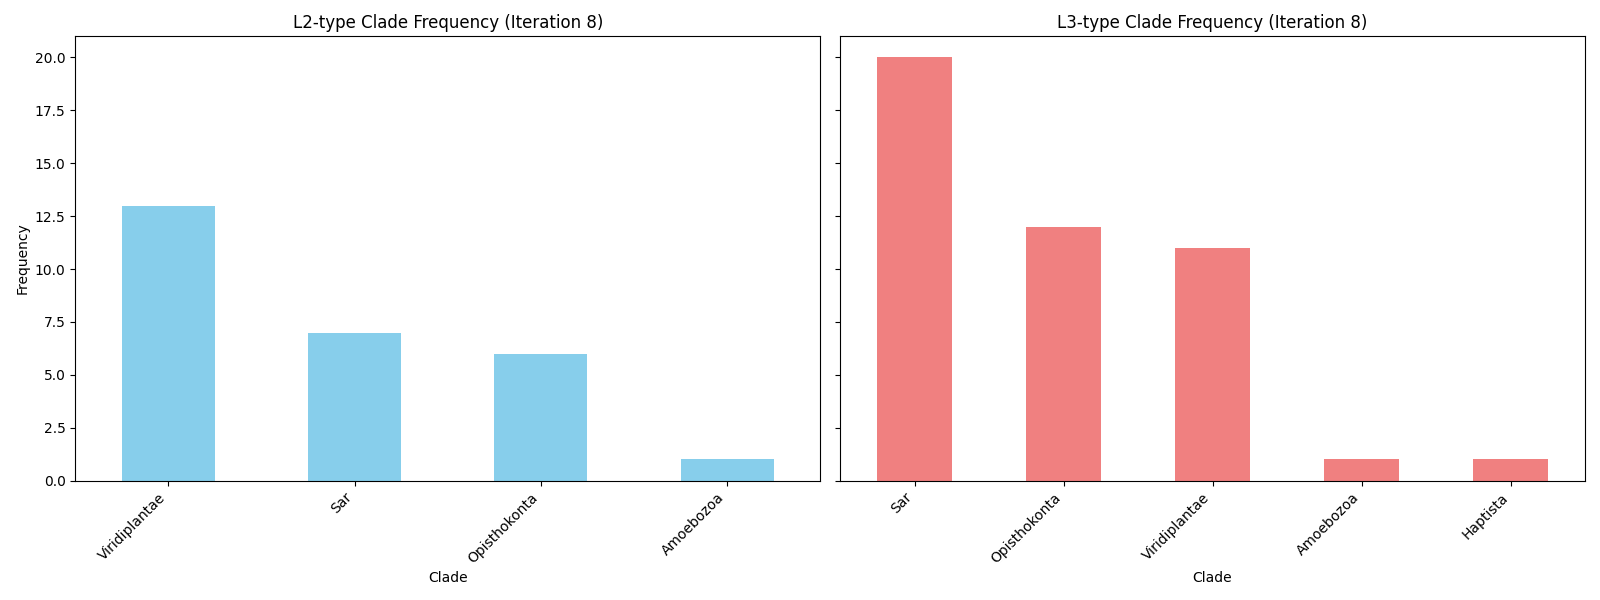 L2-type Clade Frequency (Iteration 8)
Frequency
20.0
17.5
15.0
12.5
10.0
7.5
5.0
2.5
0.0
Viridiplantae
Sar
Opisthokonta
Amoebozoa
Clade
L3-type Clade Frequency (Iteration 8)
Sar
Opisthokonta
Viridiplantae
Amoebozoa
Haptista
Clade